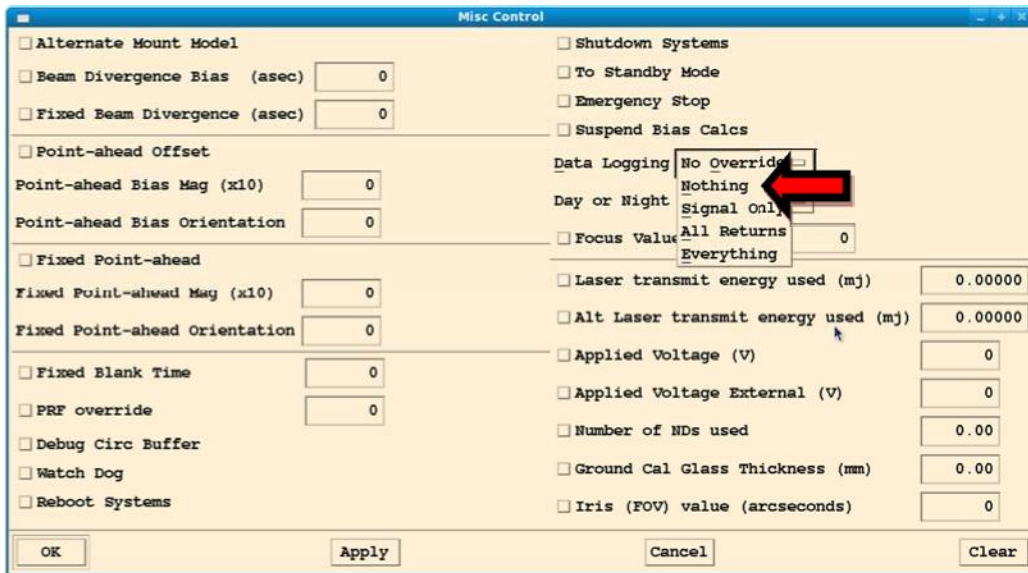 Misc Control
Alternate Mount Model
Beam Divergence Bias (asec) 0
Fixed Beam Divergence (asec) 0
Point-ahead Offset
Point-ahead Bias Mag (x10) 0
Point-ahead Bias Orientation 0
Fixed Point-ahead
Fixed Point-ahead Mag (x10) 0
Fixed Point-ahead Orientation 0
Fixed Blank Time 0
PRF override 0
Debug Circ Buffer
Watch Dog
Reboot Systems
Shutdown Systems
To Standby Mode
Emergency Stop
Suspend Bias Calcs
Data Logging No Override
Nothing
Day or Night
Signal Only
All Returns
Focus Value 0
Everything
Laser transmit energy used (mj) 0.00000
Alt Laser transmit energy used (mj) 0.00000
Applied Voltage (V) 0
Applied Voltage External (V) 0
Number of NDs used 0.00
Ground Cal Glass Thickness (mm) 0.00
Iris (FOV) value (arcseconds) 0
OK Apply Cancel Clear